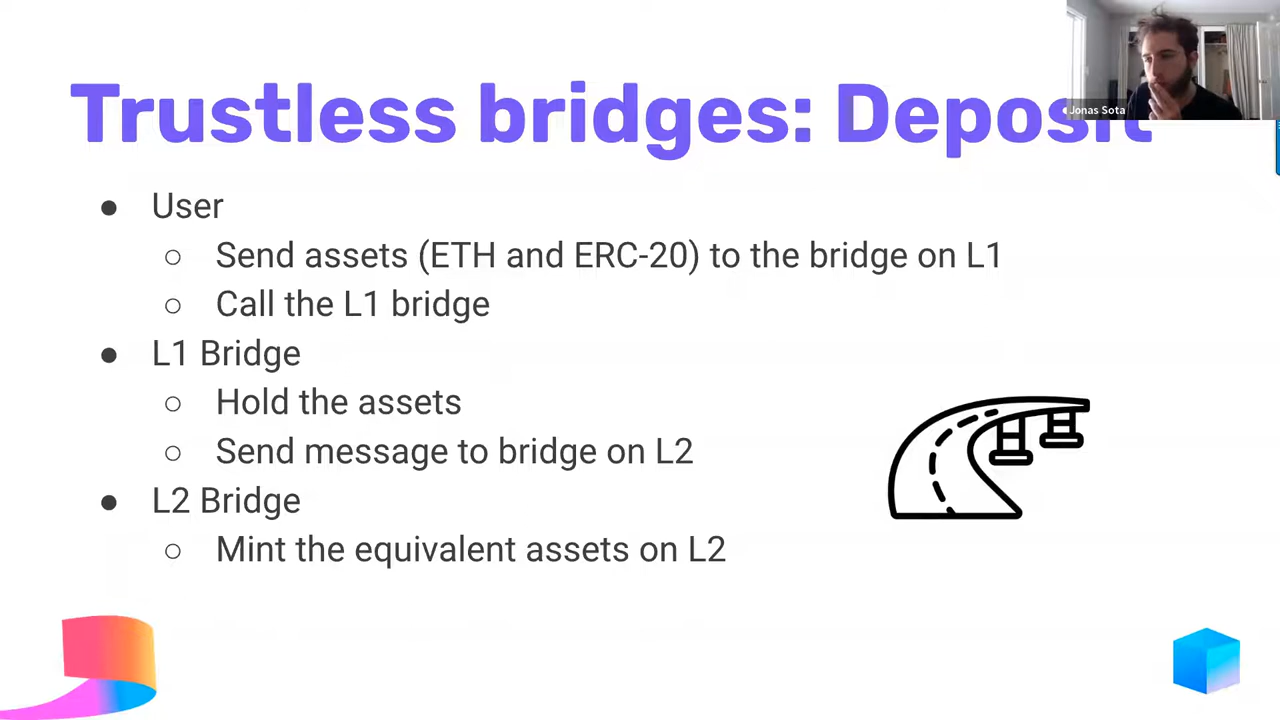 Trustless bridges: Deposit
Jonas Sota
● User
○ Send assets (ETH and ERC-20) to the bridge on L1
○ Call the L1 bridge
● L1 Bridge
○ Hold the assets
○ Send message to bridge on L2
● L2 Bridge
○ Mint the equivalent assets on L2